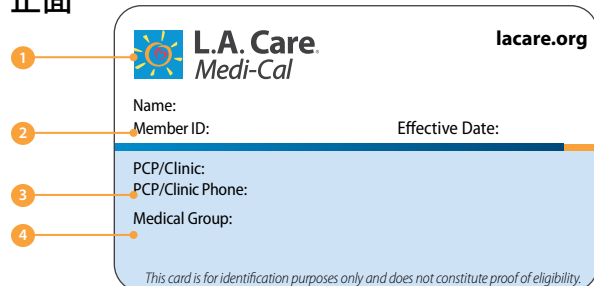 正面
L.A. Care®
Medi-Cal
lacare.org
1
Name:
2
Member ID:
Effective Date:
PCP/Clinic:
3
PCP/Clinic Phone:
4
Medical Group:
This card is for identification purposes only and does not constitute proof of eligibility.